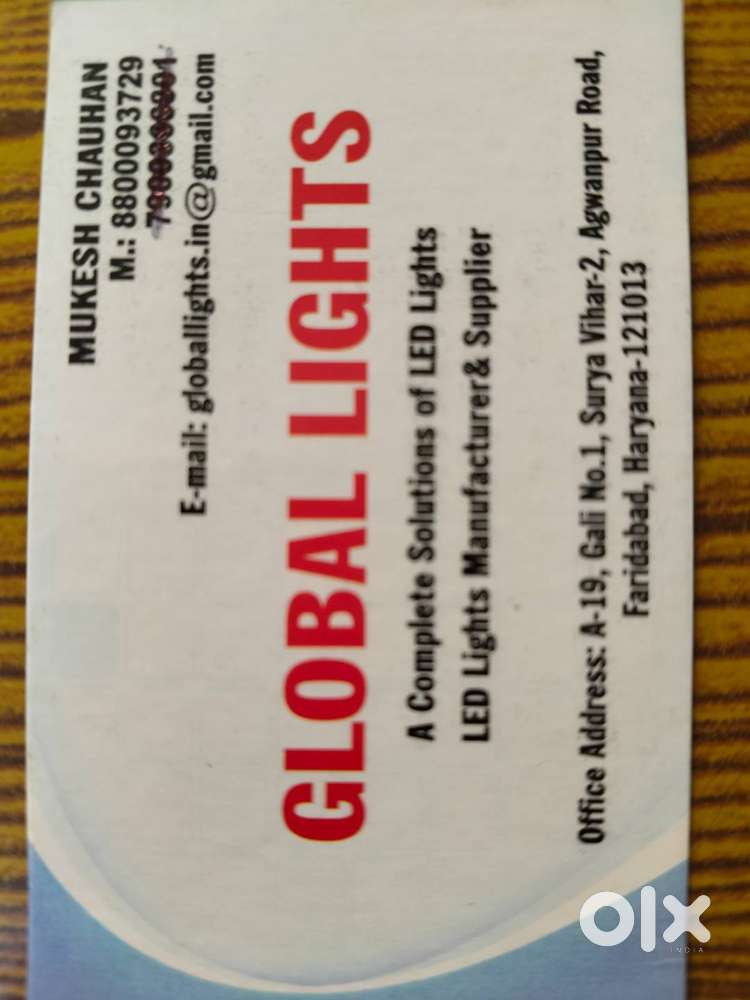 MUKESH CHAUHAN
M.: 8800093729
E-mail: globallights.in@gmail.com
GLOBAL LIGHTS
A Complete Solutions of LED Lights
LED Lights Manufacturer& Supplier
Office Address: A-19, Gali No.1, Surya Vihar-2, Agwanpur Road,
Faridabad, Haryana-121013
olx
INDIA